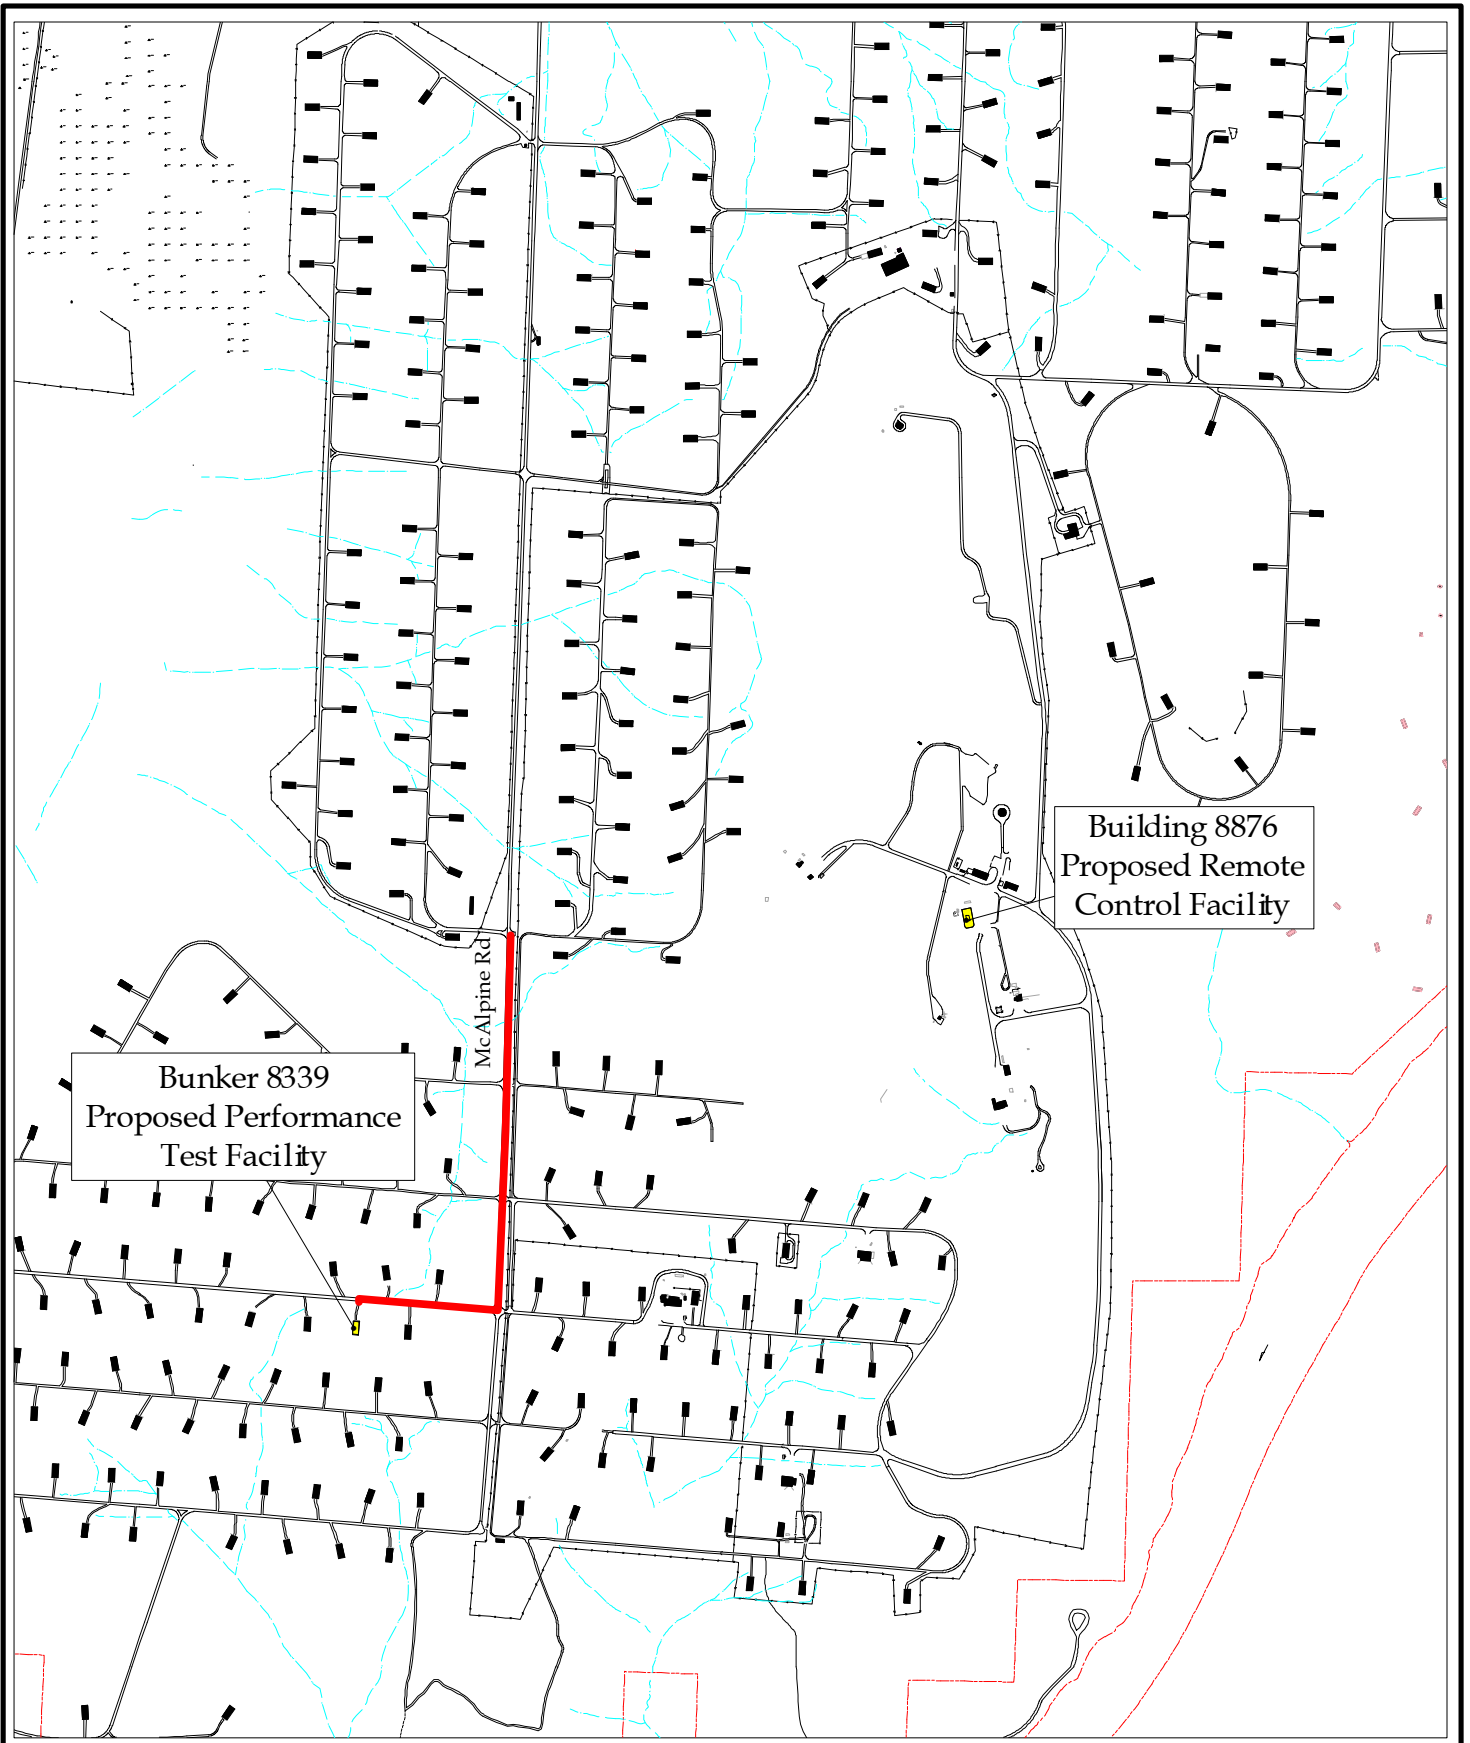 Building 8876
Proposed Remote
Control Facility
McAlpine Rd
Bunker 8339
Proposed Performance
Test Facility